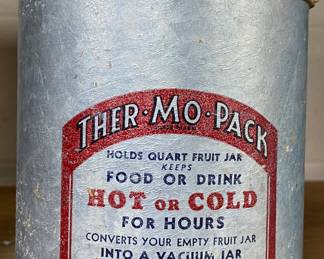 THER·MO·PACK
HOLDS QUART FRUIT JAR
KEEPS
FOOD OR DRINK
HOT OR COLD
FOR HOURS
CONVERTS YOUR EMPTY FRUIT JAR
INTO A VACUUM JAR